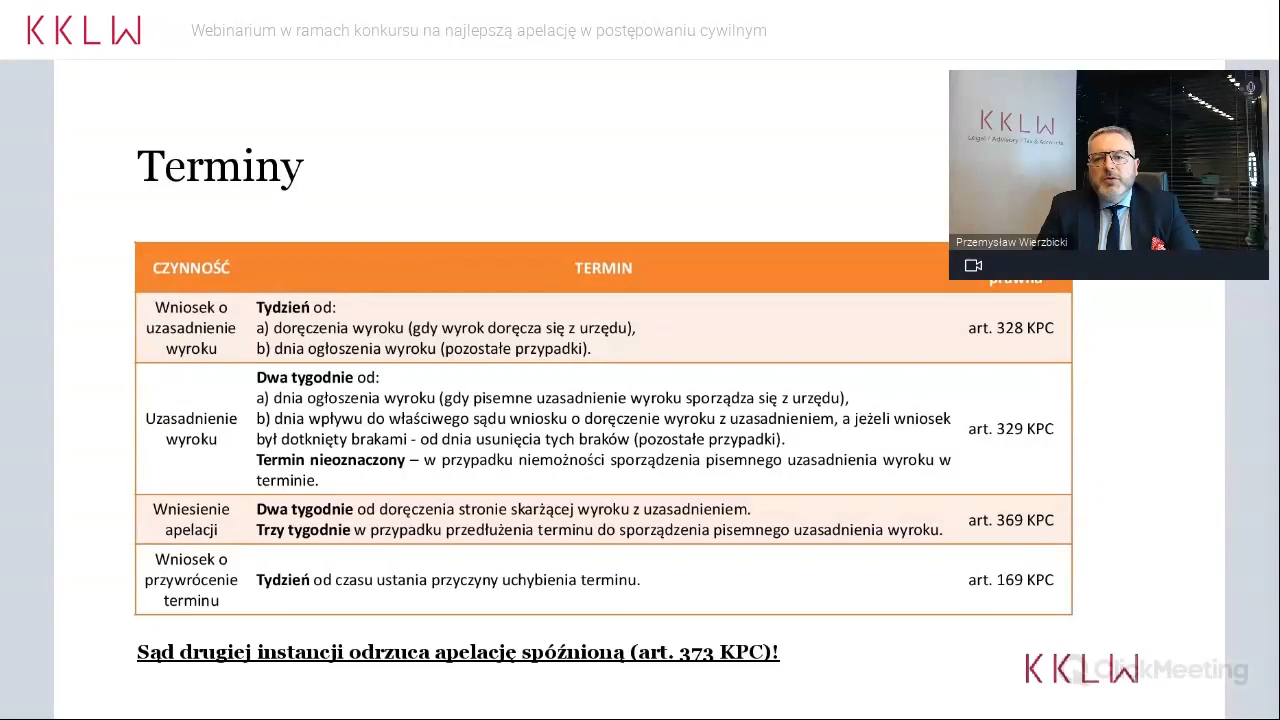 KKLW
Webinarium w ramach konkursu na najlepszą apelację w postępowaniu cywilnym
KKLW
Legal / Advisory / Tax & Accounts
Przemysław Wierzbicki
Terminy
CZYNNOŚĆ
TERMIN
prawna
Wniosek o
uzasadnienie
wyroku
Tydzień od:
a) doręczenia wyroku (gdy wyrok doręcza się z urzędu),
b) dnia ogłoszenia wyroku (pozostałe przypadki).
art. 328 KPC
Uzasadnienie
wyroku
Dwa tygodnie od:
a) dnia ogłoszenia wyroku (gdy pisemne uzasadnienie wyroku sporządza się z urzędu),
b) dnia wpływu do właściwego sądu wniosku o doręczenie wyroku z uzasadnieniem, a jeżeli wniosek
był dotknięty brakami - od dnia usunięcia tych braków (pozostałe przypadki).
Termin nieoznaczony – w przypadku niemożności sporządzenia pisemnego uzasadnienia wyroku w
terminie.
art. 329 KPC
Wniesienie
apelacji
Dwa tygodnie od doręczenia stronie skarżącej wyroku z uzasadnieniem.
Trzy tygodnie w przypadku przedłużenia terminu do sporządzenia pisemnego uzasadnienia wyroku.
art. 369 KPC
Wniosek o
przywrócenie
terminu
Tydzień od czasu ustania przyczyny uchybienia terminu.
art. 169 KPC
Sąd drugiej instancji odrzuca apelację spóźnioną (art. 373 KPC)!
KKLW
ClickMeeting